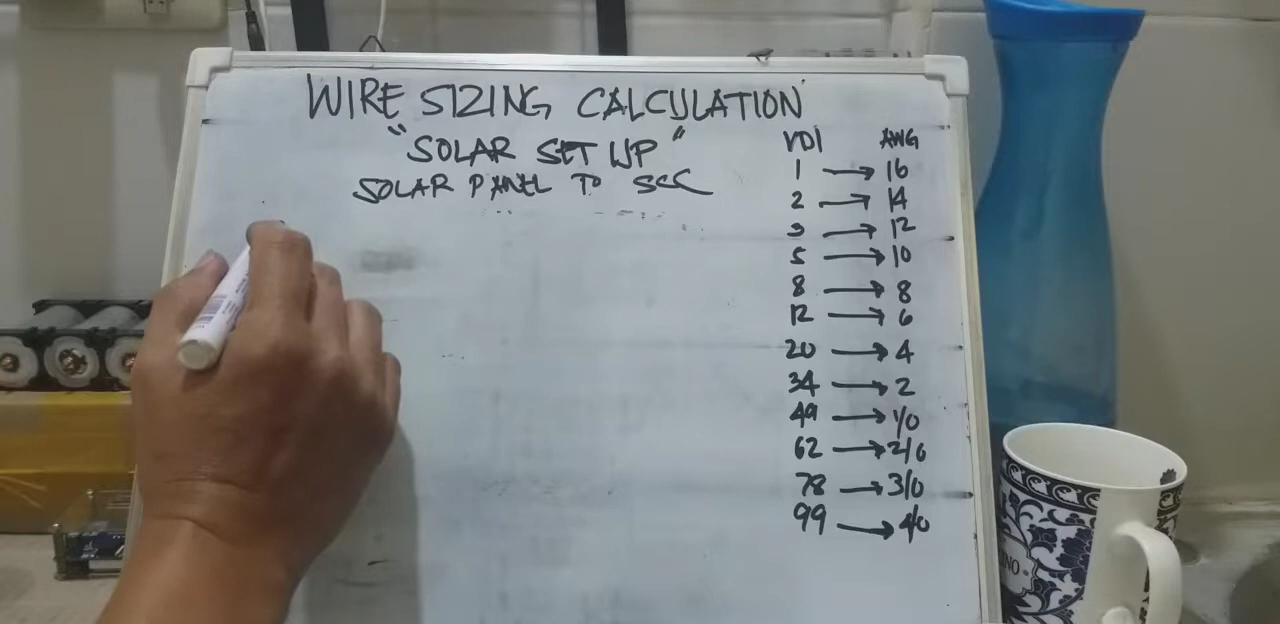 WIRE SIZING CALCULATION
"SOLAR SET UP"
SOLAR PANEL TO SCC
VDI AWG
1 → 16
2 → 14
3 → 12
5 → 10
8 → 8
12 → 6
20 → 4
34 → 2
49 → 1/0
62 → 2/0
78 → 3/0
99 → 4/0